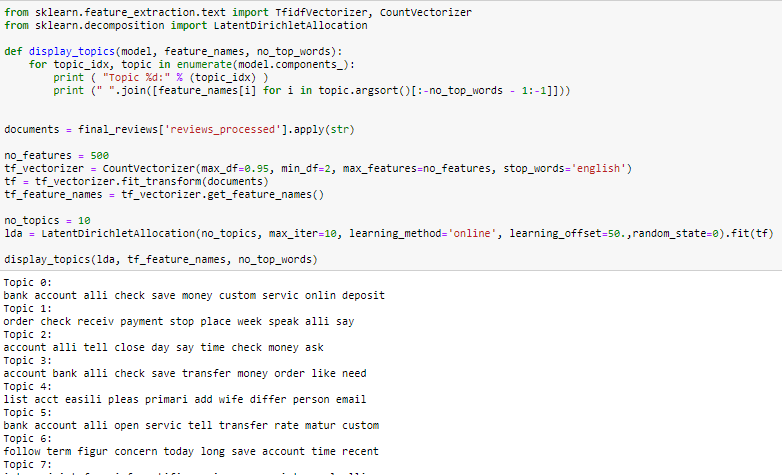 from sklearn.feature_extraction.text import TfidfVectorizer, CountVectorizer
from sklearn.decomposition import LatentDirichletAllocation
def display_topics(model, feature_names, no_top_words):
for topic_idx, topic in enumerate(model.components_):
print ( "Topic %d:" % (topic_idx) )
print (" ".join([feature_names[i] for i in topic.argsort()[:-no_top_words - 1:-1]]))
documents = final_reviews['reviews_processed'].apply(str)
no_features = 500
tf_vectorizer = CountVectorizer(max_df=0.95, min_df=2, max_features=no_features, stop_words='english')
tf = tf_vectorizer.fit_transform(documents)
tf_feature_names = tf_vectorizer.get_feature_names()
no_topics = 10
lda = LatentDirichletAllocation(no_topics, max_iter=10, learning_method='online', learning_offset=50.,random_state=0).fit(tf)
display_topics(lda, tf_feature_names, no_top_words)
Topic 0:
bank account alli check save money custom servic onlin deposit
Topic 1:
order check receiv payment stop place week speak alli say
Topic 2:
account alli tell close day say time check money ask
Topic 3:
account bank alli check save transfer money order like need
Topic 4:
list acct easili pleas primari add wife differ person email
Topic 5:
bank account alli open servic tell transfer rate matur custom
Topic 6:
follow term figur concern today long save account time recent
Topic 7: